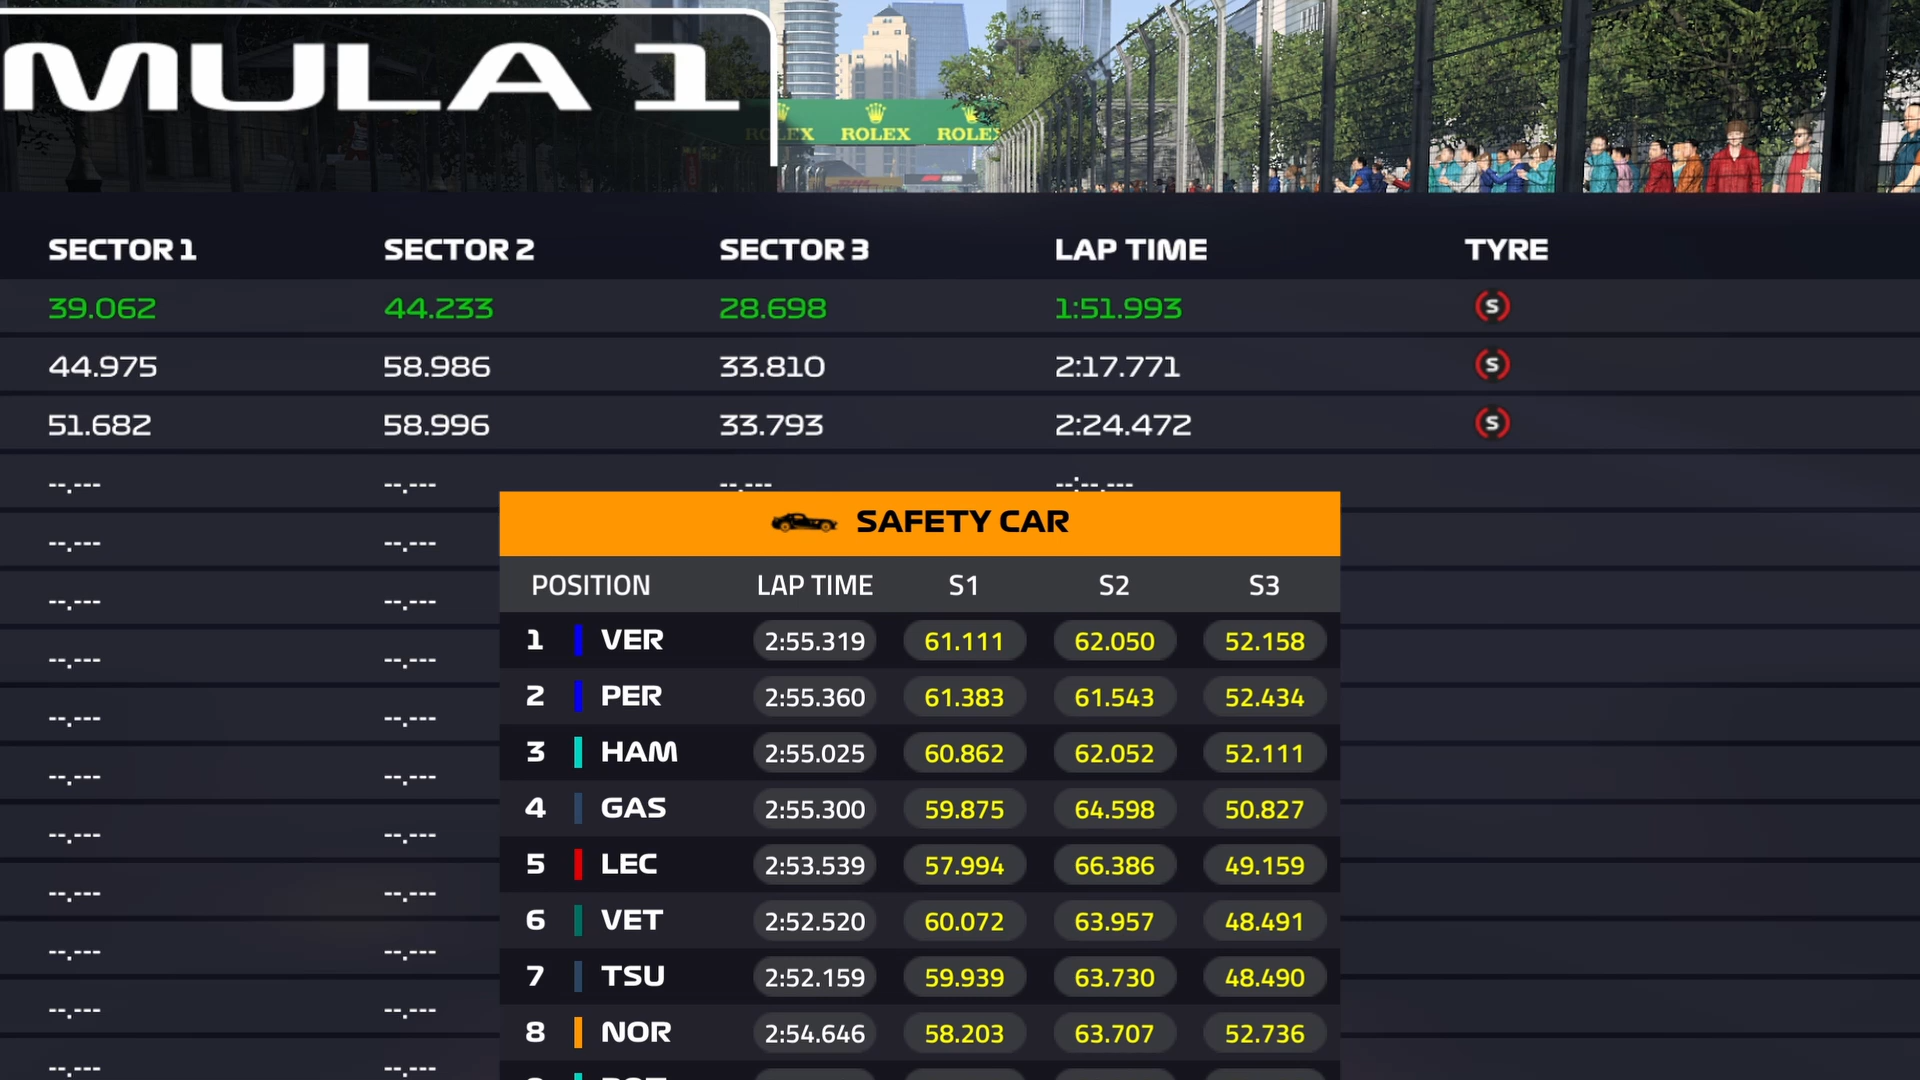 MULA 1
ROLEX ROLEX ROLEX
SECTOR 1 SECTOR 2 SECTOR 3 LAP TIME TYRE
39.062 44.233 28.698 1:51.993 S
44.975 58.986 33.810 2:17.771 S
51.682 58.996 33.793 2:24.472 S
--.--- --.--- --.--- --:--.---
SAFETY CAR
--.--- --.---
POSITION LAP TIME S1 S2 S3
--.--- --.---
1 VER 2:55.319 61.111 62.050 52.158
--.--- --.---
2 PER 2:55.360 61.383 61.543 52.434
--.--- --.---
3 HAM 2:55.025 60.862 62.052 52.111
--.--- --.---
4 GAS 2:55.300 59.875 64.598 50.827
--.--- --.---
5 LEC 2:53.539 57.994 66.386 49.159
--.--- --.---
6 VET 2:52.520 60.072 63.957 48.491
--.--- --.---
7 TSU 2:52.159 59.939 63.730 48.490
--.--- --.---
8 NOR 2:54.646 58.203 63.707 52.736
--.--- --.---